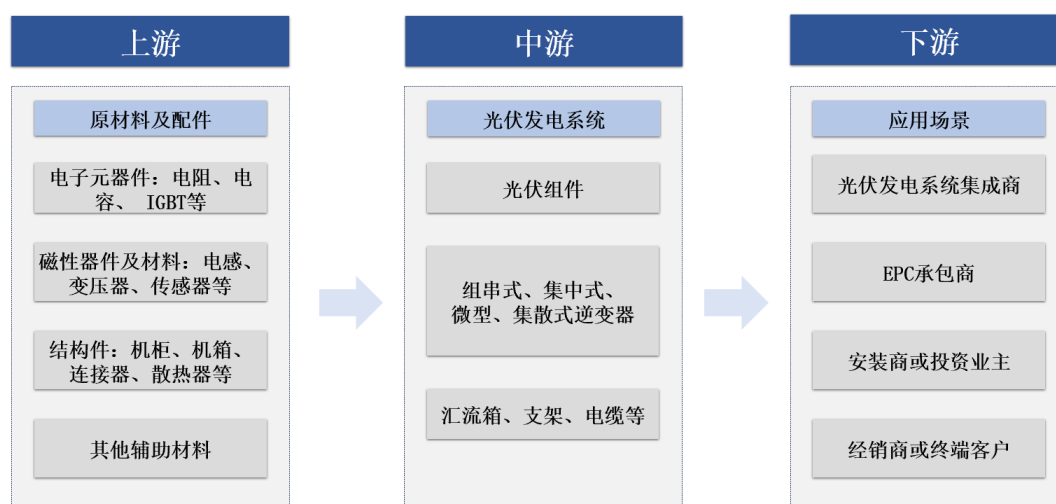 上游
原材料及配件
电子元器件：电阻、电
容、 IGBT等
磁性器件及材料：电感、
变压器、传感器等
结构件：机柜、机箱、
连接器、散热器等
其他辅助材料
中游
光伏发电系统
光伏组件
组串式、集中式、
微型、集散式逆变器
汇流箱、支架、电缆等
下游
应用场景
光伏发电系统集成商
EPC承包商
安装商或投资业主
经销商或终端客户